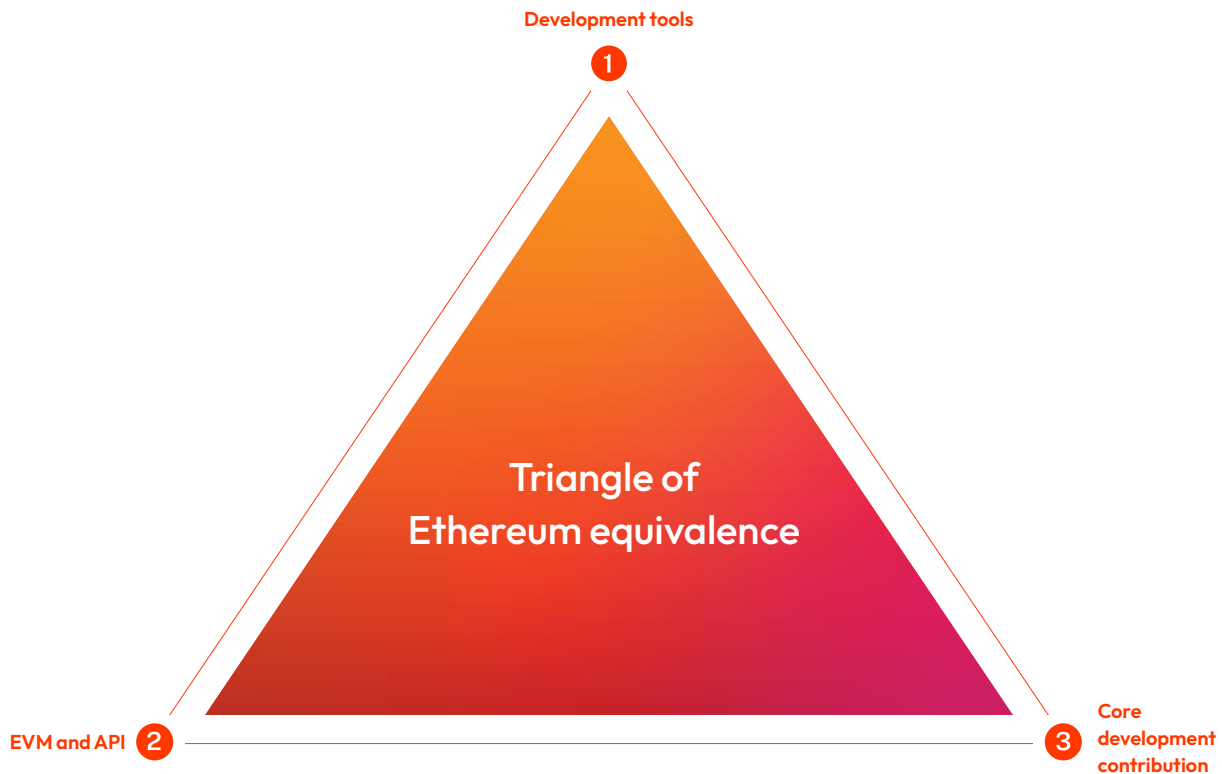 Development tools
1
Triangle of
Ethereum equivalence
EVM and API
2
3
Core
development
contribution